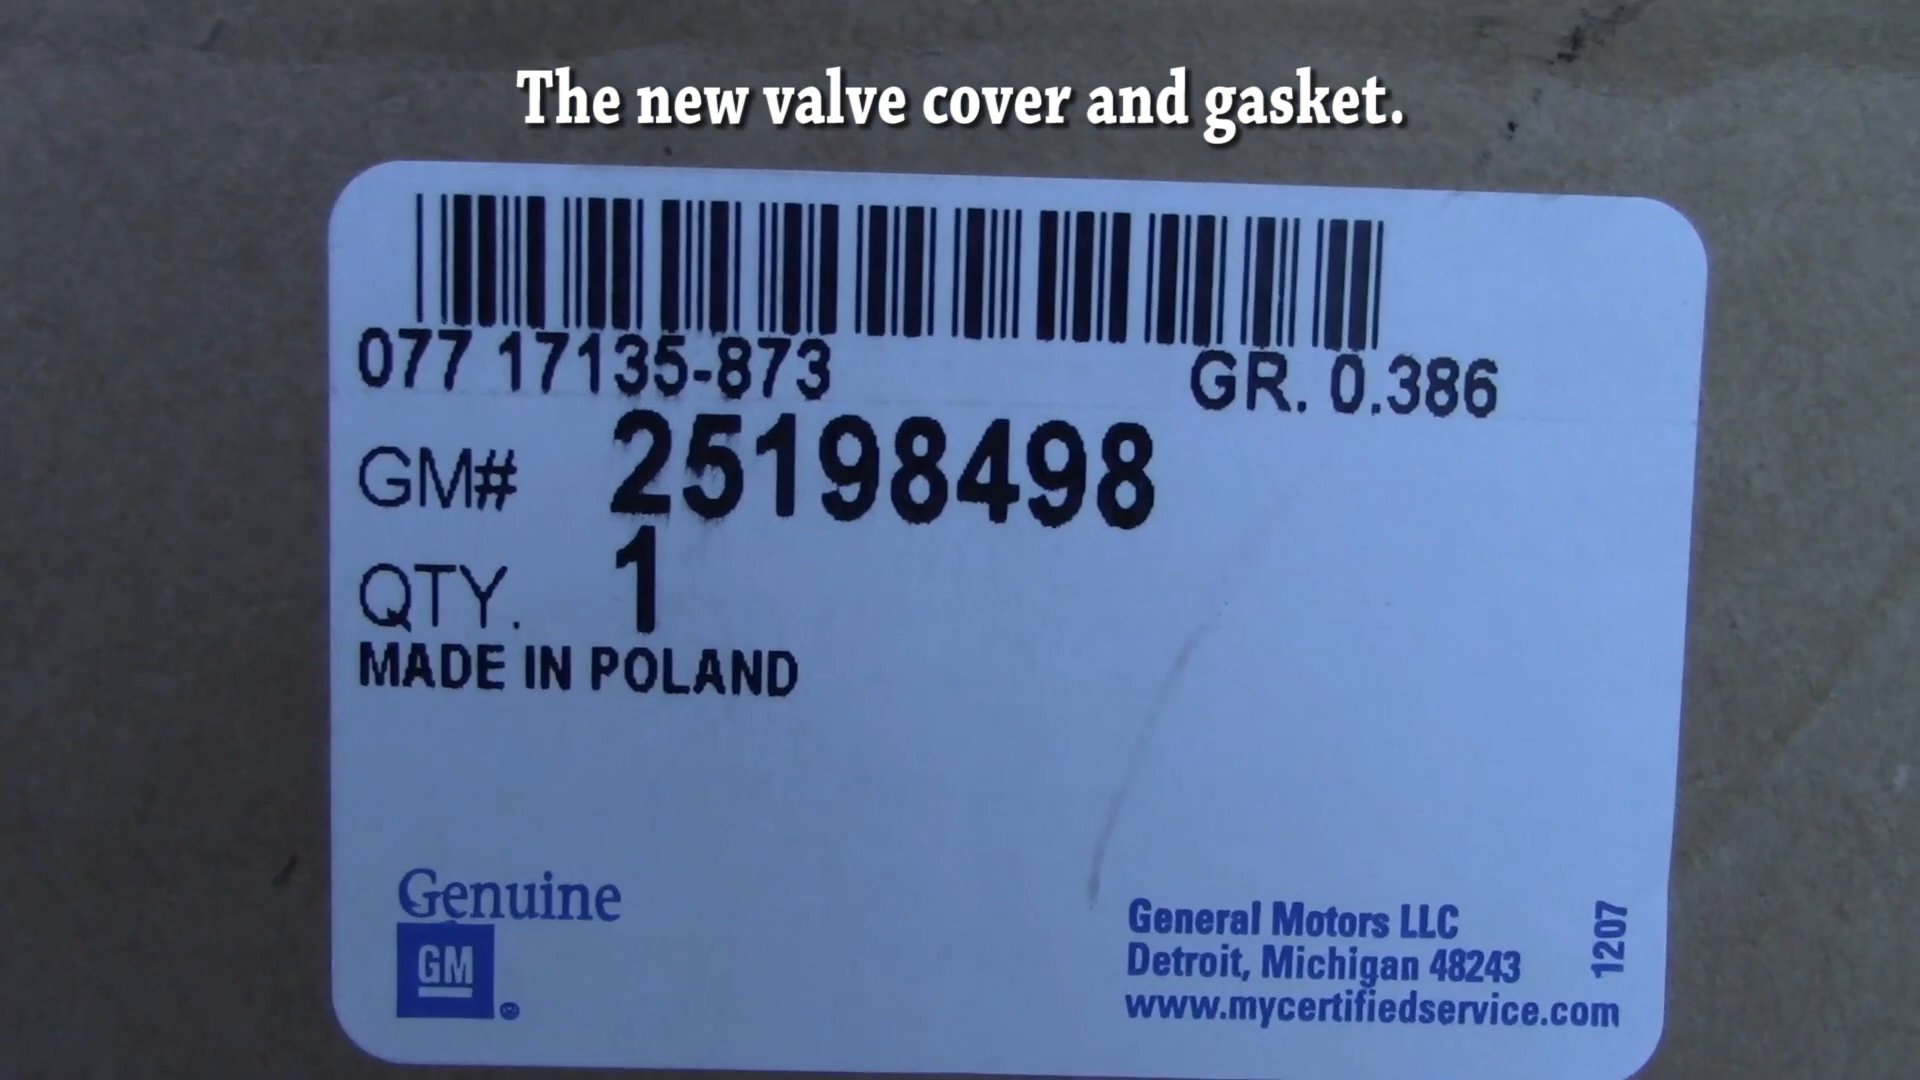 The new valve cover and gasket.
077 17135-873 GR. 0.386
GM# 25198498
QTY. 1
MADE IN POLAND
Genuine
GM
General Motors LLC
Detroit, Michigan 48243
www.mycertifiedservice.com
1207